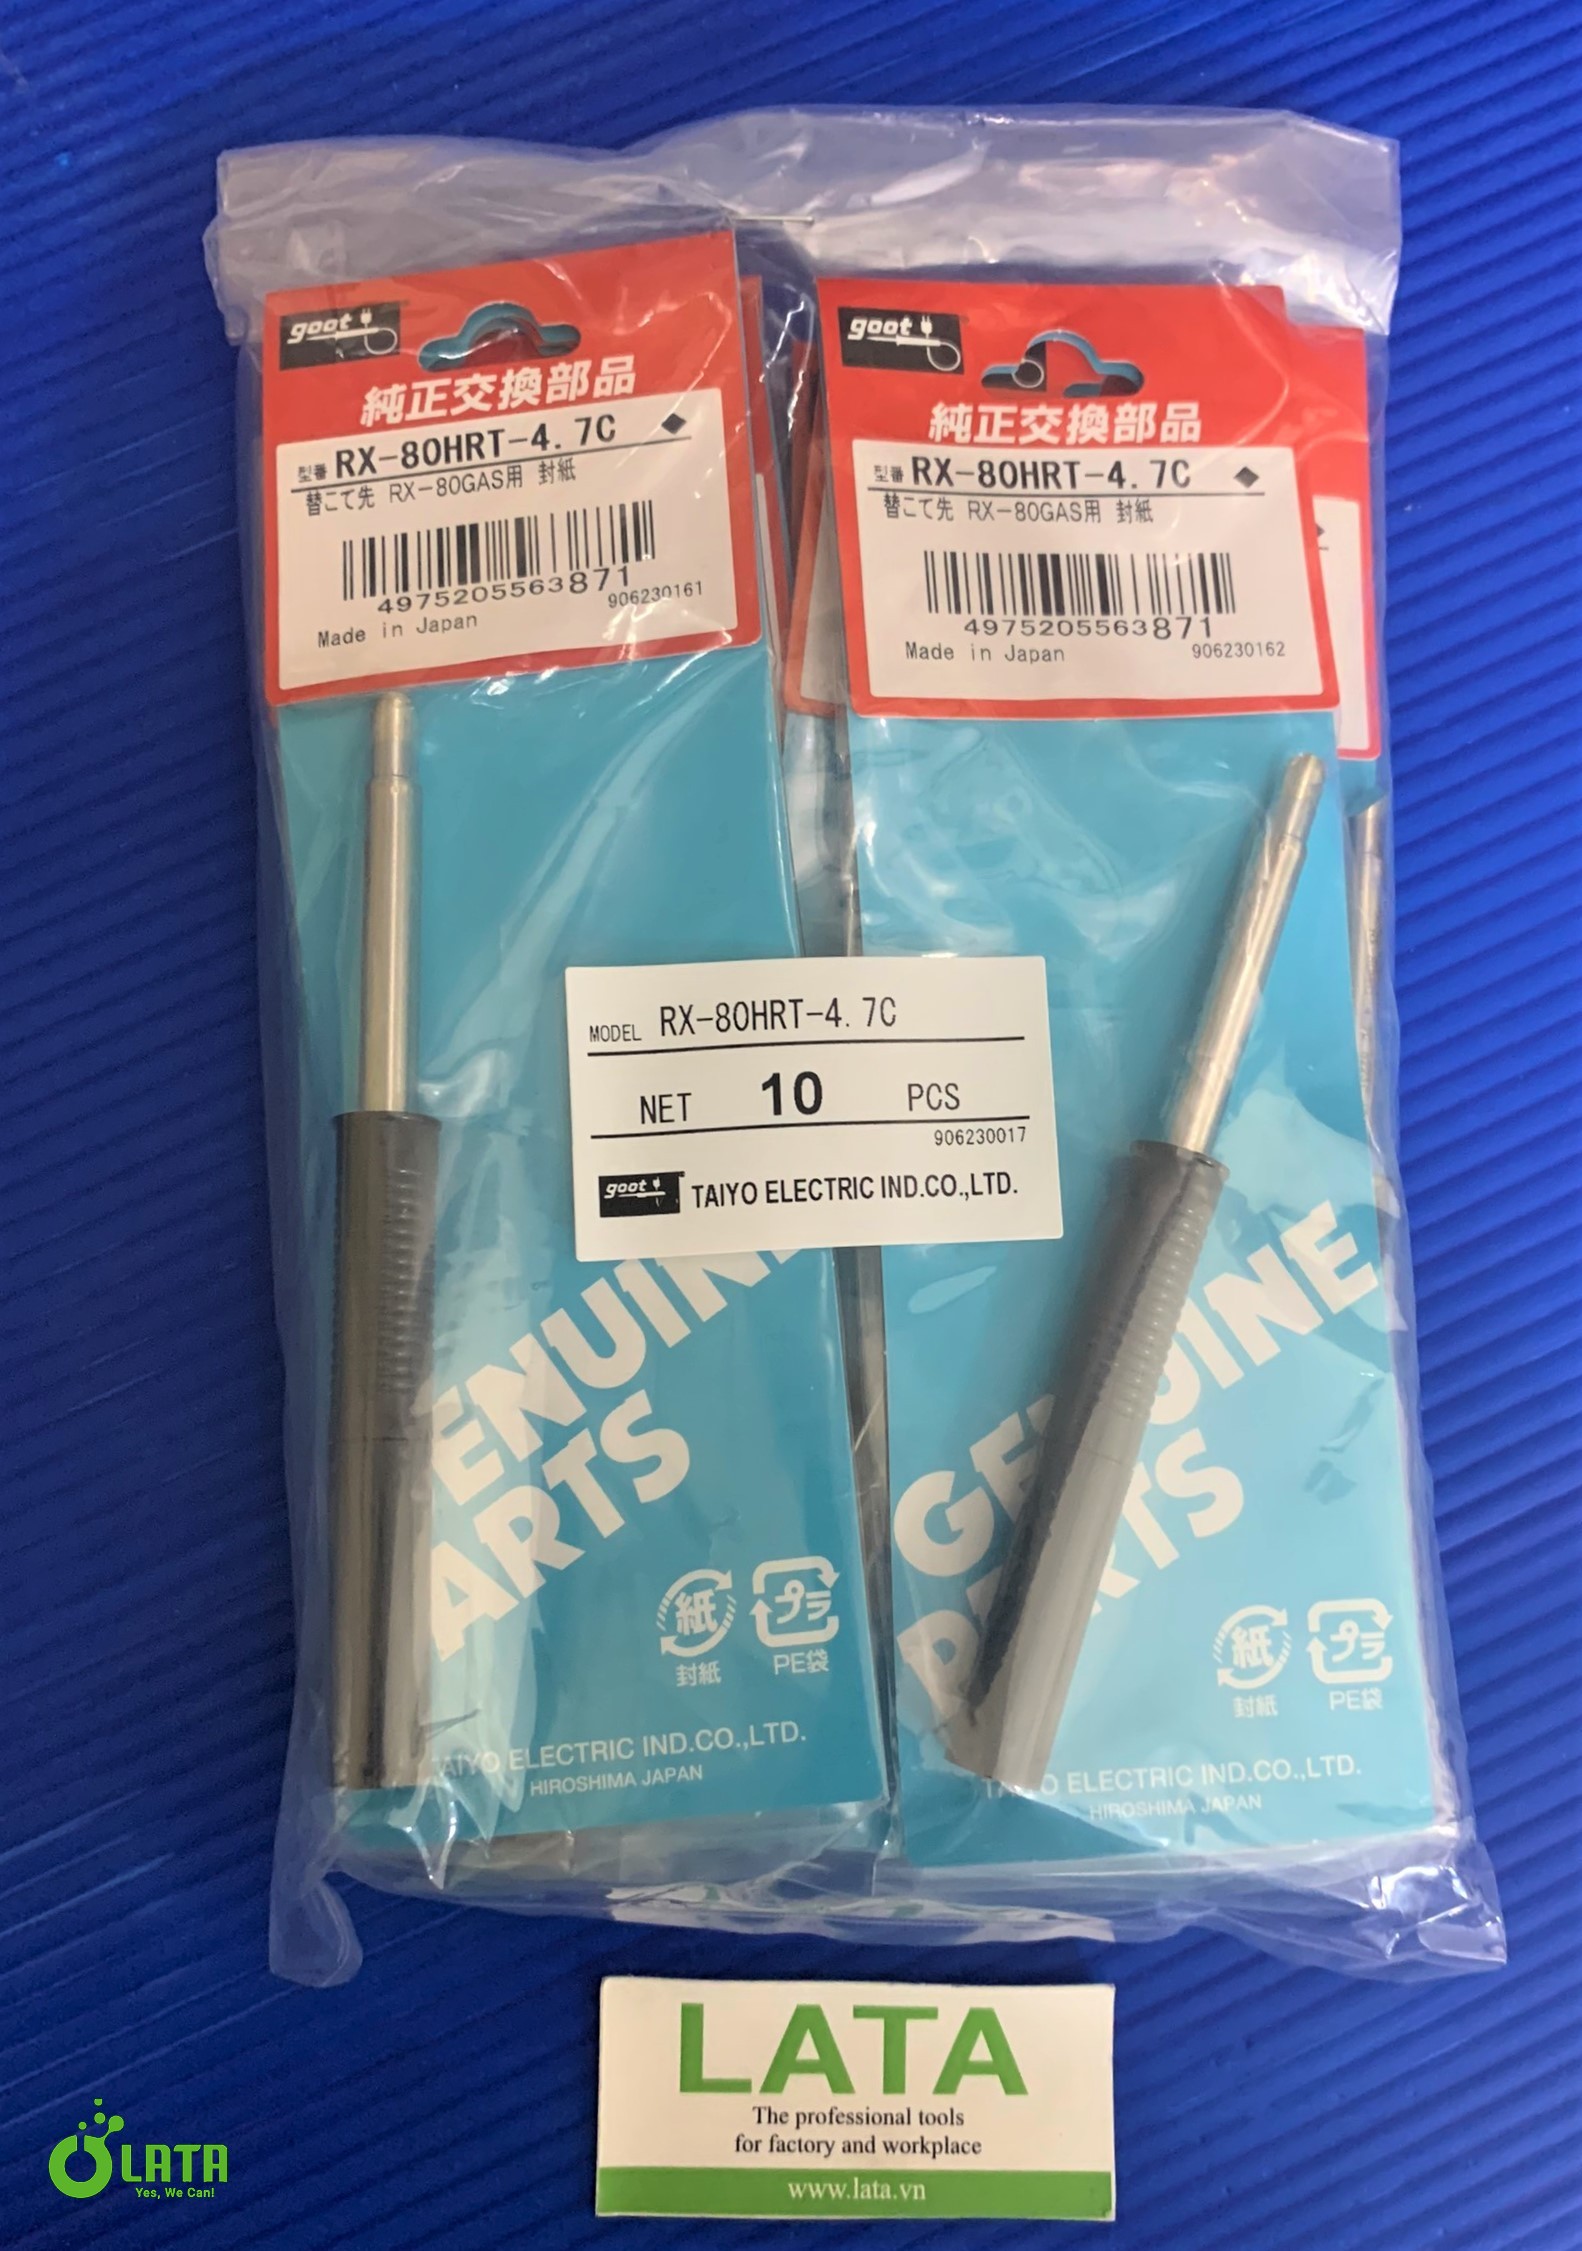 goot
純正交換部品
型番 RX-80HRT-4.7C ◆
替こて先 RX-80GAS用 封紙
4975205563871
906230161
Made in Japan
goot
純正交換部品
型番 RX-80HRT-4.7C ◆
替こて先 RX-80GAS用 封紙
4975205563871
Made in Japan 906230162
MODEL RX-80HRT-4.7C
NET 10 PCS
906230017
goot TAIYO ELECTRIC IND.CO.,LTD.
ENUINE
ARTS
紙 プラ
封紙 PE袋
TAIYO ELECTRIC IND.CO.,LTD.
HIROSHIMA JAPAN
GENUINE
PARTS
紙 プラ
封紙 PE袋
TAIYO ELECTRIC IND.CO.,LTD.
HIROSHIMA JAPAN
LATA
The professional tools
for factory and workplace
www.lata.vn
LATA
Yes, We Can!